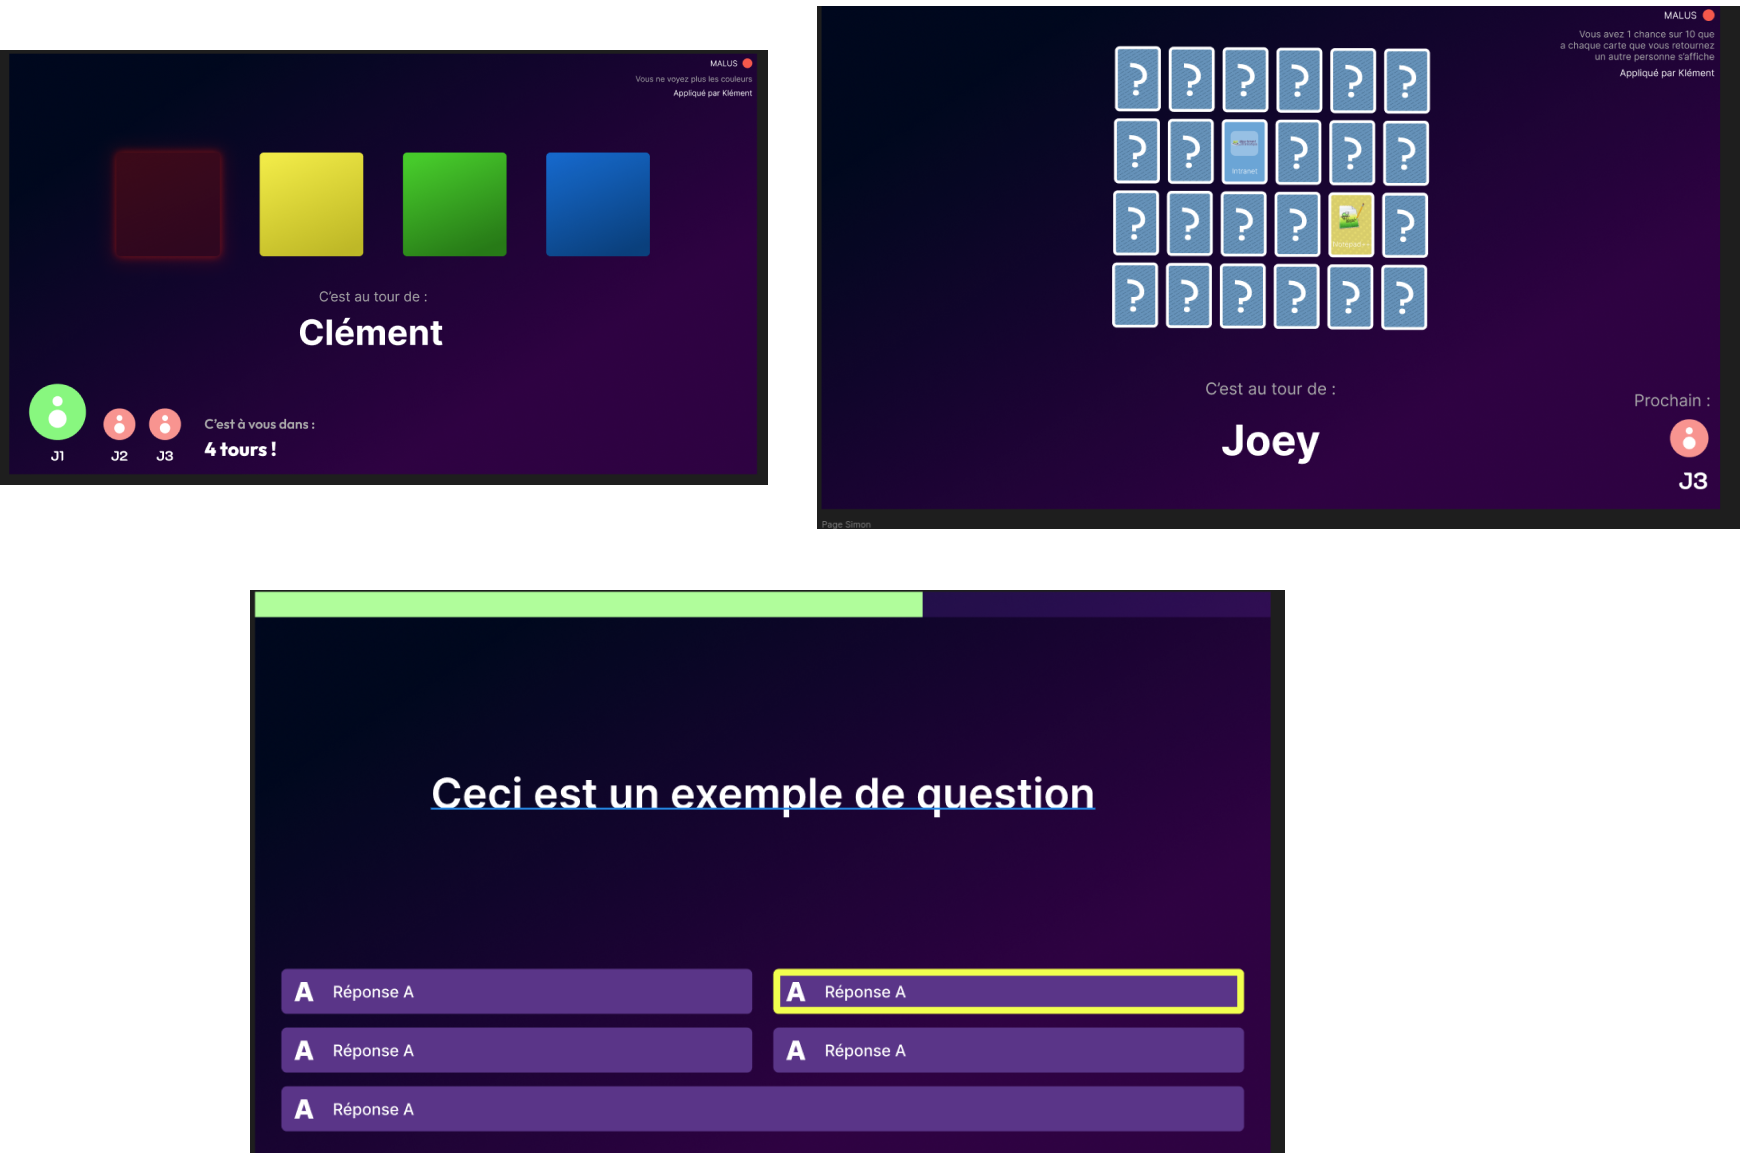 MALUS
Vous ne voyez plus les couleurs
Appliqué par Klément
C'est au tour de :
Clément
J1
J2
J3
C'est à vous dans :
4 tours !
MALUS
Vous avez 1 chance sur 10 que
a chaque carte que vous retournez
un autre personne s'affiche
Appliqué par Klément
? ? ? ? ? ?
? ? ? ? ?
Intranet
? ? ? ? ?
Notepad++
? ? ? ? ? ?
C'est au tour de :
Joey
Prochain :
J3
Page Simon
Ceci est un exemple de question
A Réponse A
A Réponse A
A Réponse A
A Réponse A
A Réponse A